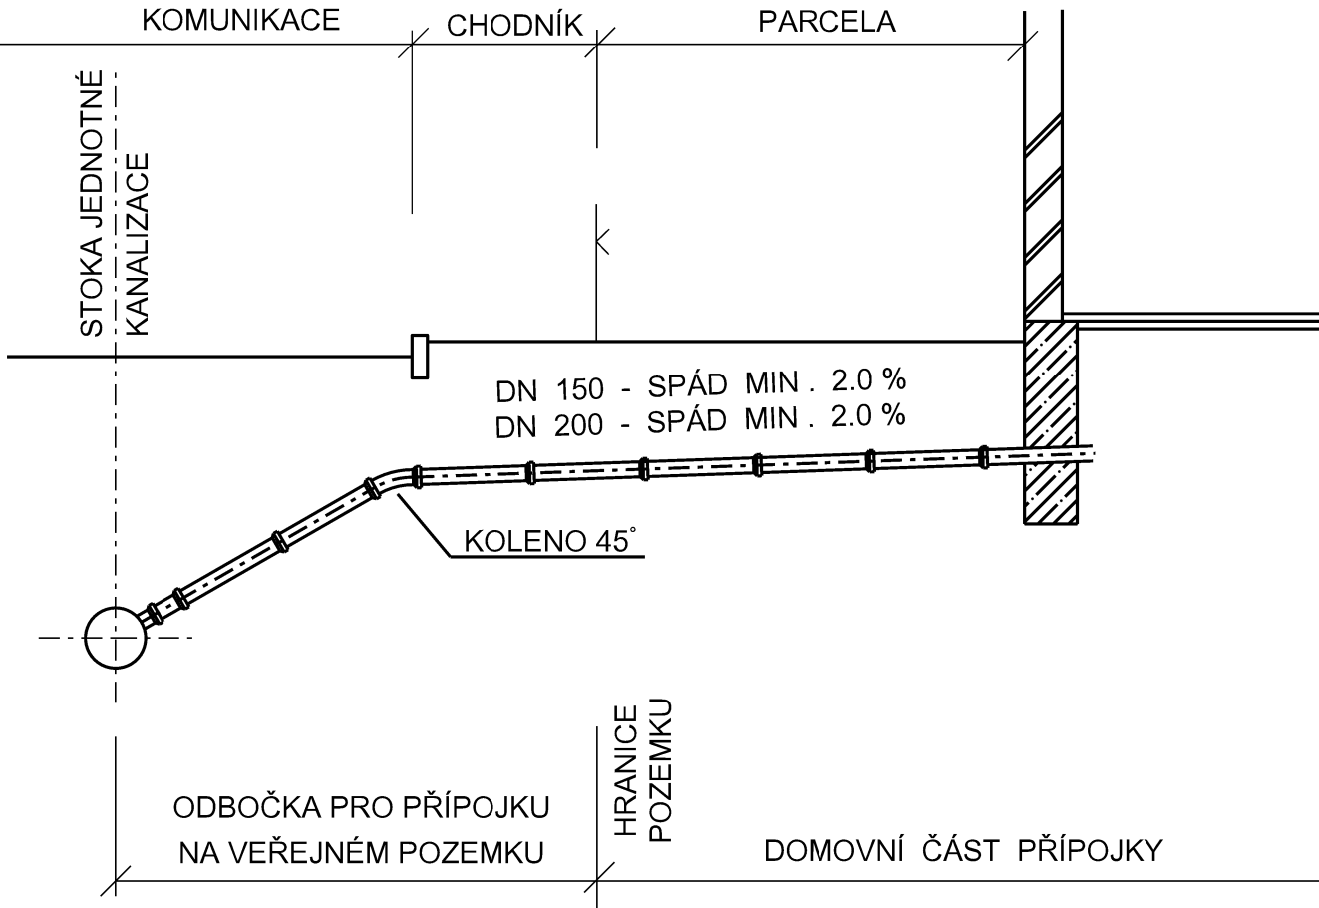 KOMUNIKACE
CHODNÍK
PARCELA
STOKA JEDNOTNÉ
KANALIZACE
DN 150 - SPÁD MIN . 2.0 %
DN 200 - SPÁD MIN . 2.0 %
KOLENO 45°
HRANICE
POZEMKU
ODBOČKA PRO PŘÍPOJKU
NA VEŘEJNÉM POZEMKU
DOMOVNÍ ČÁST PŘÍPOJKY